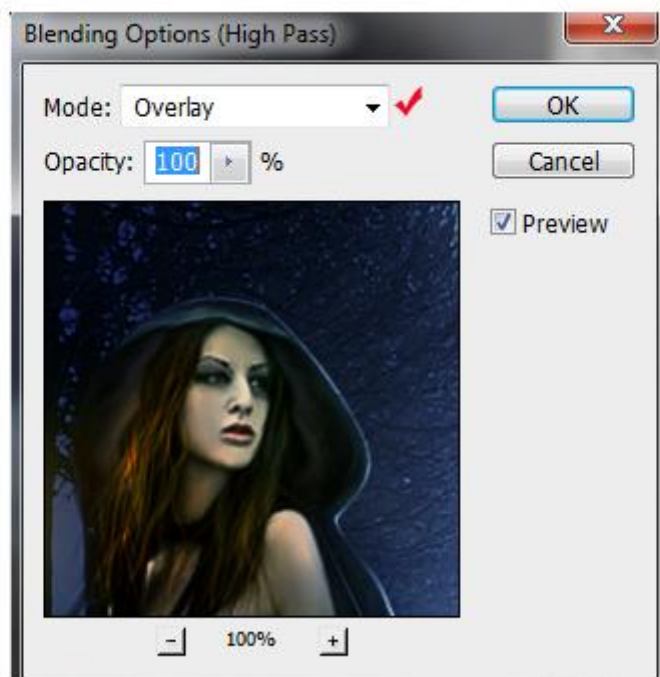 Blending Options (High Pass)
X
Mode: Overlay
OK
Opacity: 100 %
Cancel
Preview
- 100% +